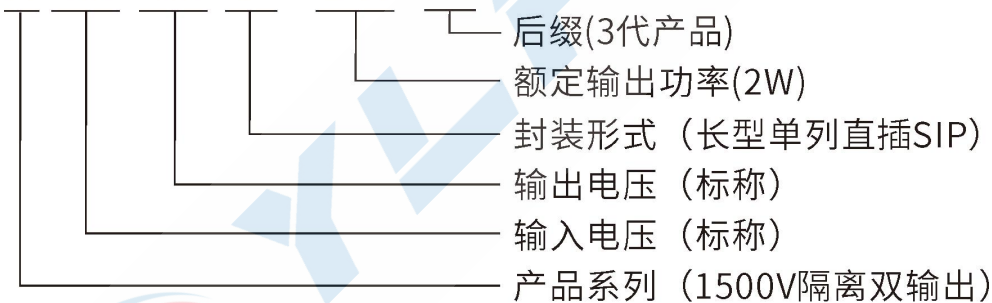 后缀(3代产品)
额定输出功率(2W)
封装形式（长型单列直插SIP）
输出电压（标称）
输入电压（标称）
产品系列（1500V隔离双输出）